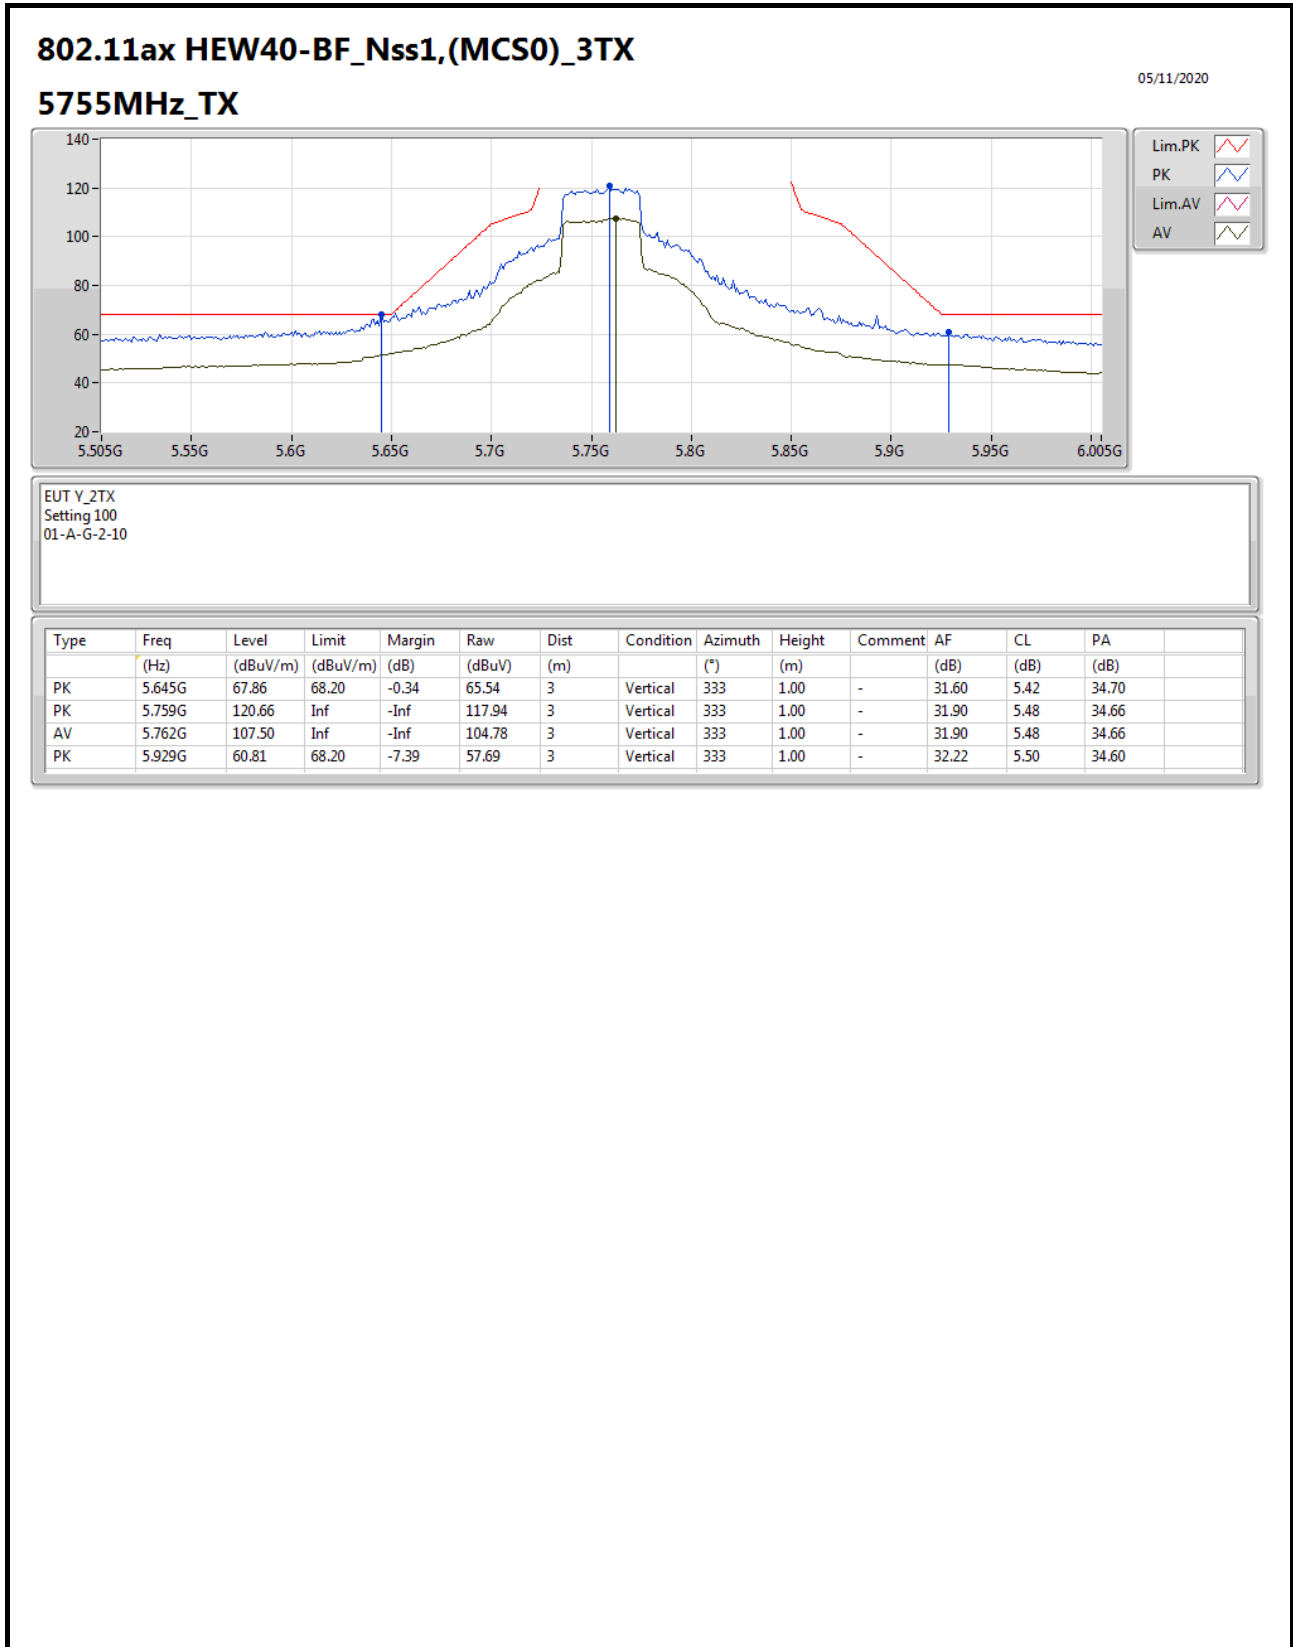 802.11ax HEW40-BF_Nss1,(MCS0)_3TX
05/11/2020
5755MHz_TX
140
120
100
80
60
40
20
5.505G 5.55G 5.6G 5.65G 5.7G 5.75G 5.8G 5.85G 5.9G 5.95G 6.005G
Lim.PK
PK
Lim.AV
AV
EUT Y_2TX
Setting 100
01-A-G-2-10
Type Freq Level Limit Margin Raw Dist Condition Azimuth Height Comment AF CL PA
(Hz) (dBuV/m) (dBuV/m) (dB) (dBuV) (m) (°) (m) (dB) (dB) (dB)
PK 5.645G 67.86 68.20 -0.34 65.54 3 Vertical 333 1.00 - 31.60 5.42 34.70
PK 5.759G 120.66 Inf -Inf 117.94 3 Vertical 333 1.00 - 31.90 5.48 34.66
AV 5.762G 107.50 Inf -Inf 104.78 3 Vertical 333 1.00 - 31.90 5.48 34.66
PK 5.929G 60.81 68.20 -7.39 57.69 3 Vertical 333 1.00 - 32.22 5.50 34.60